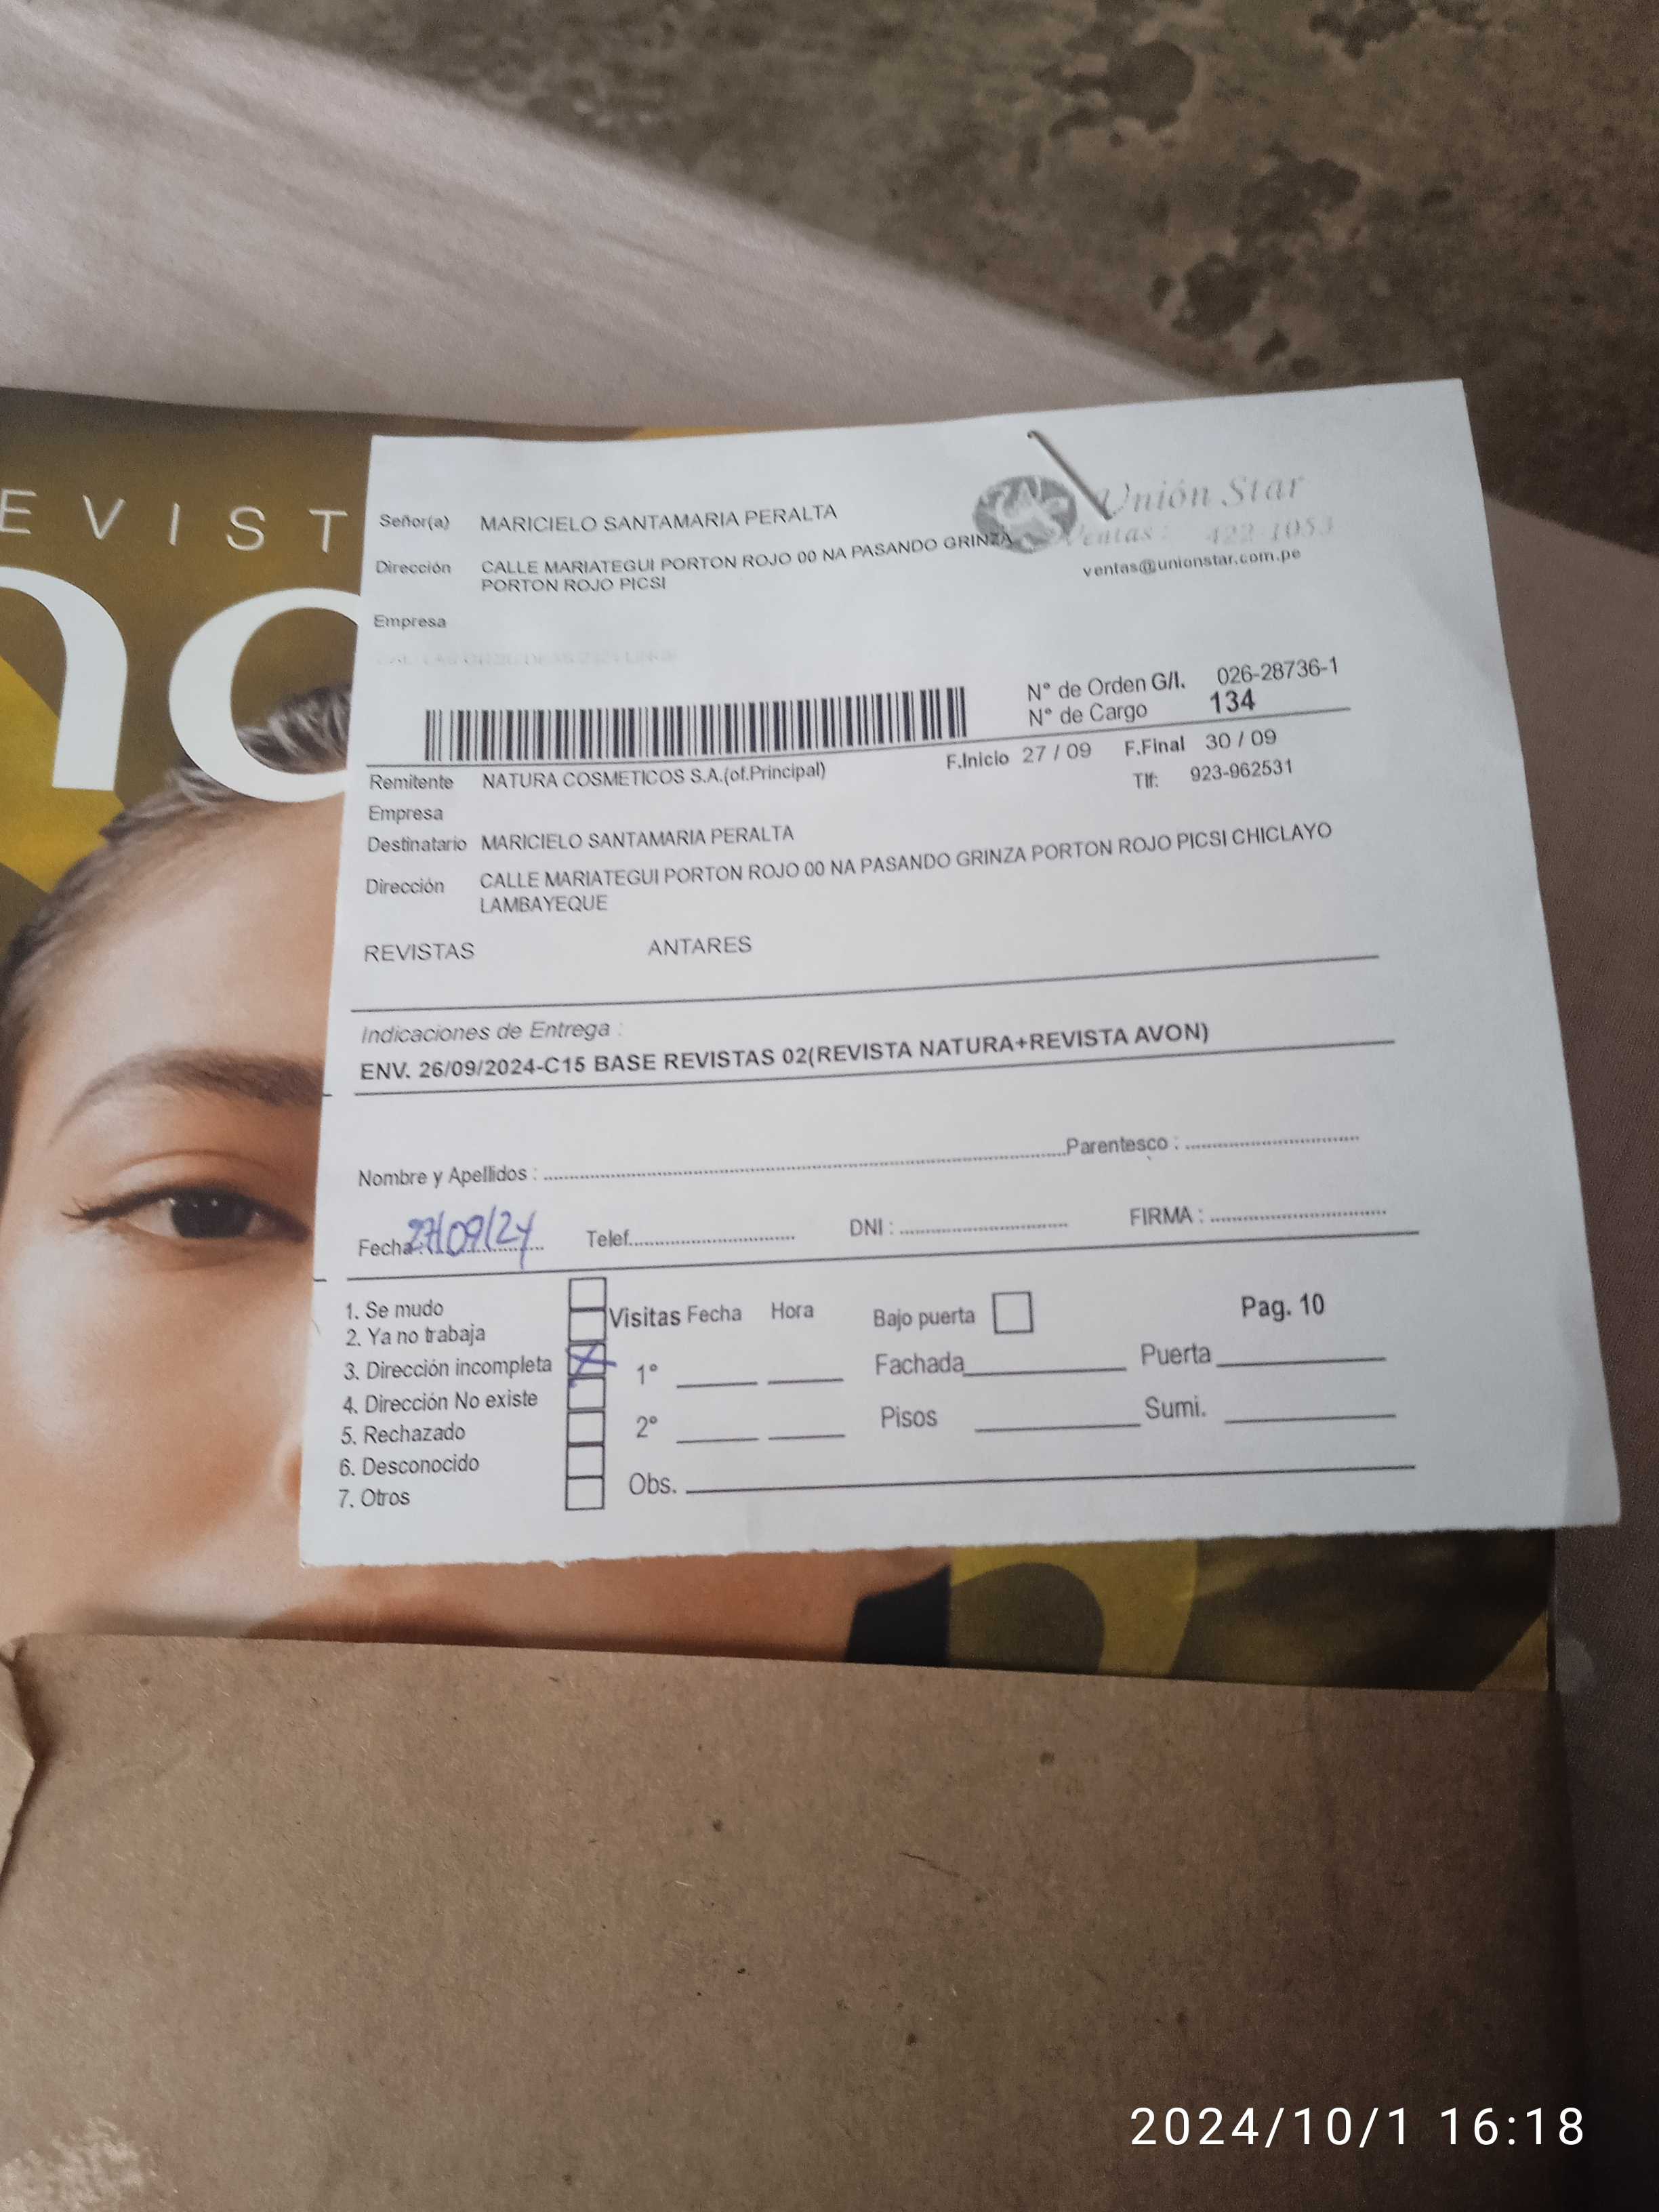 EVIST
Señor(a) MARICIELO SANTAMARIA PERALTA
Unión Star
Ventas: 422-1053
ventas@unionstar.com.pe
Dirección CALLE MARIATEGUI PORTON ROJO 00 NA PASANDO GRINZA
PORTON ROJO PICSI
Empresa
N° de Orden G/I. 026-28736-1
N° de Cargo 134
F.Inicio 27 / 09 F.Final 30 / 09
Remitente NATURA COSMETICOS S.A.(of.Principal)
Tlf: 923-962531
Empresa
Destinatario MARICIELO SANTAMARIA PERALTA
Dirección CALLE MARIATEGUI PORTON ROJO 00 NA PASANDO GRINZA PORTON ROJO PICSI CHICLAYO
LAMBAYEQUE
REVISTAS ANTARES
Indicaciones de Entrega :
ENV. 26/09/2024-C15 BASE REVISTAS 02(REVISTA NATURA+REVISTA AVON)
Nombre y Apellidos : Parentesco :
Fecha: 27/09/24 Telef. DNI : FIRMA :
1. Se mudo
2. Ya no trabaja
3. Dirección incompleta
4. Dirección No existe
5. Rechazado
6. Desconocido
7. Otros
Visitas Fecha Hora Bajo puerta Pag. 10
1° Fachada Puerta
2° Pisos Sumi.
Obs.
2024/10/1 16:18